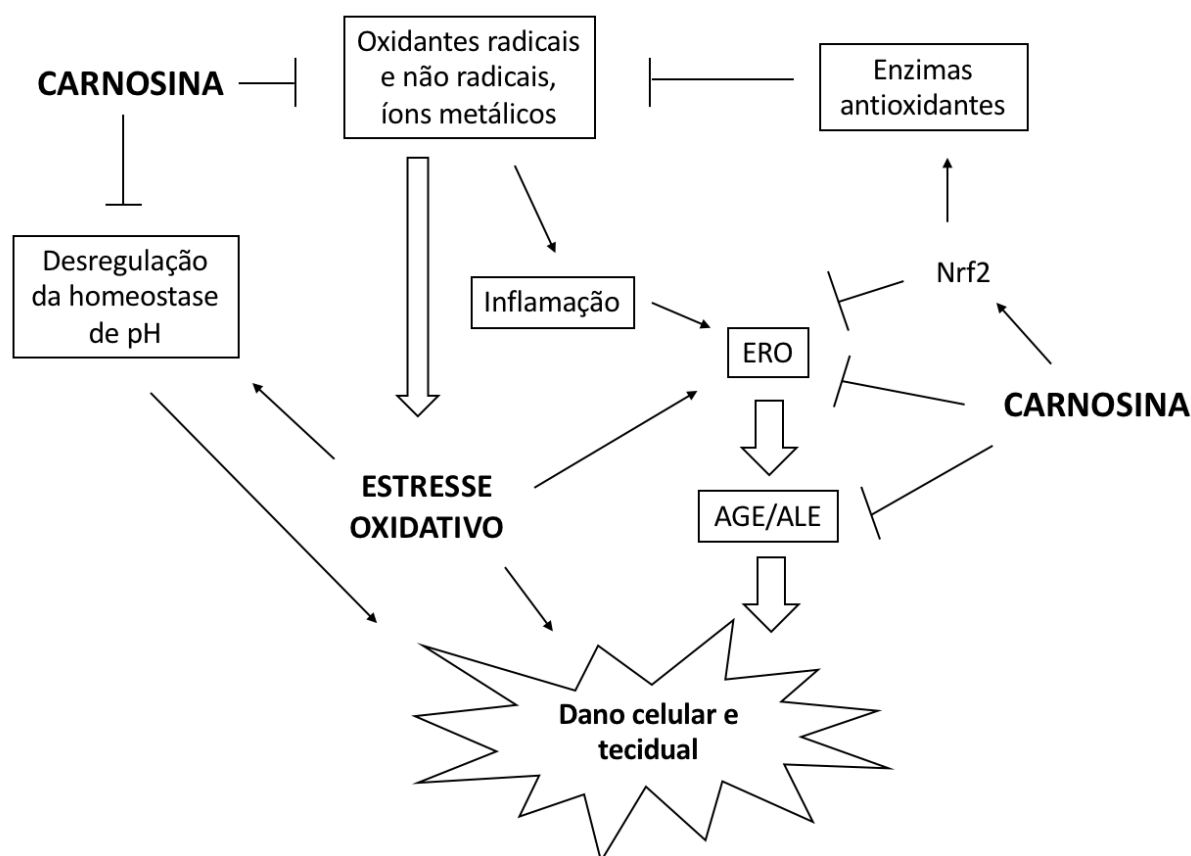 Oxidantes radicais
e não radicais,
íons metálicos
CARNOSINA
Enzimas
antioxidantes
Desregulação
da homeostase
de pH
Inflamação
Nrf2
ERO
CARNOSINA
ESTRESSE
OXIDATIVO
AGE/ALE
Dano celular e
tecidual